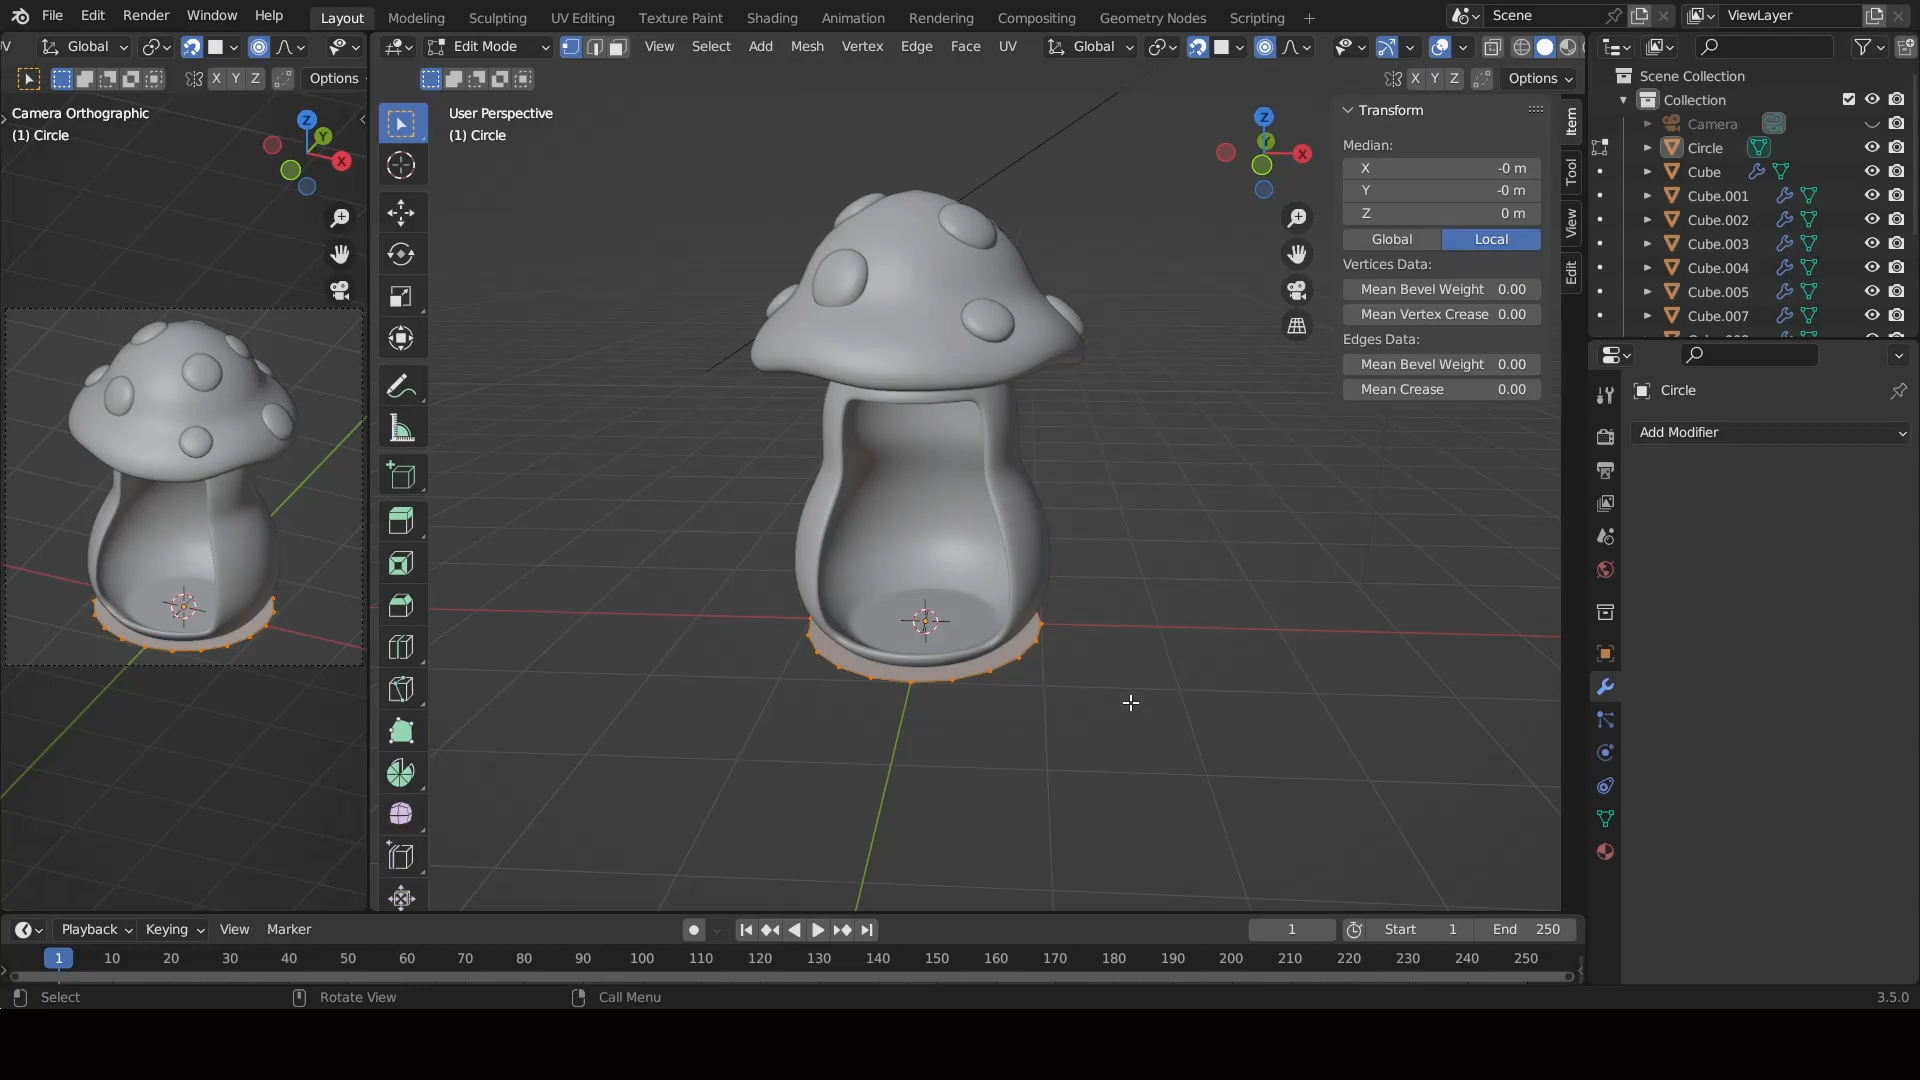 File Edit Render Window Help
Layout Modeling Sculpting UV Editing Texture Paint Shading Animation Rendering Compositing Geometry Nodes Scripting +
Scene
ViewLayer
Global
Edit Mode
View Select Add Mesh Vertex Edge Face UV
Global
X Y Z
Options
X Y Z
Options
Camera Orthographic
(1) Circle
Z
Y
X
User Perspective
(1) Circle
Z
Y
X
Transform
Median:
X -0 m
Y -0 m
Z 0 m
Global Local
Vertices Data:
Mean Bevel Weight 0.00
Mean Vertex Crease 0.00
Edges Data:
Mean Bevel Weight 0.00
Mean Crease 0.00
Item
Tool
View
Edit
Scene Collection
Collection
Camera
Circle
Cube
Cube.001
Cube.002
Cube.003
Cube.004
Cube.005
Cube.007
Circle
Add Modifier
Playback Keying View Marker
1
Start 1
End 250
1 10 20 30 40 50 60 70 80 90 100 110 120 130 140 150 160 170 180 190 200 210 220 230 240 250
Select
Rotate View
Call Menu
3.5.0